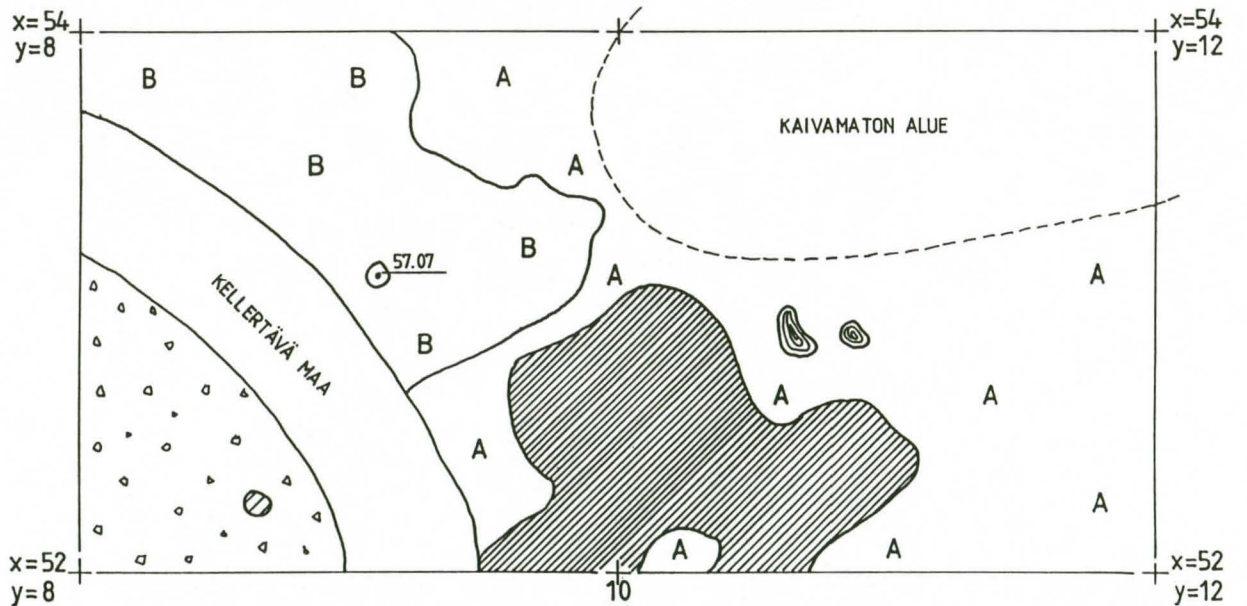 x=54
y=8
x=54
y=12
B
B
A
KAIVAMATON ALUE
B
A
B
57.07
A
A
KELLERTÄVÄ MAA
B
A
A
A
A
A
A
x=52
y=8
10
x=52
y=12